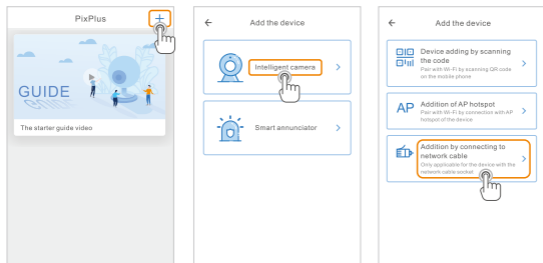 PixPlus
+
GUIDE
The starter guide video
Add the device
Intelligent camera
Smart annunciator
Add the device
Device adding by scanning
the code
Pair with Wi-Fi by scanning QR code
on the mobile phone
AP
Addition of AP hotspot
Pair with Wi-Fi by connection with AP
hotspot of the device
Addition by connecting to
network cable
Only applicable for the device with the
network cable socket